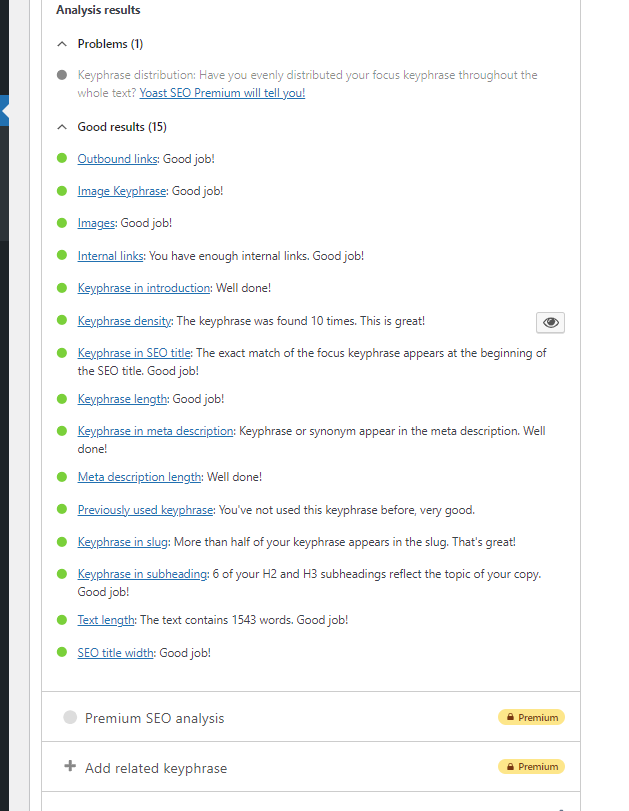 Analysis results
Problems (1)
Keyphrase distribution: Have you evenly distributed your focus keyphrase throughout the
whole text? Yoast SEO Premium will tell you!
Good results (15)
Outbound links: Good job!
Image Keyphrase: Good job!
Images: Good job!
Internal links: You have enough internal links. Good job!
Keyphrase in introduction: Well done!
Keyphrase density: The keyphrase was found 10 times. This is great!
Keyphrase in SEO title: The exact match of the focus keyphrase appears at the beginning of
the SEO title. Good job!
Keyphrase length: Good job!
Keyphrase in meta description: Keyphrase or synonym appear in the meta description. Well
done!
Meta description length: Well done!
Previously used keyphrase: You've not used this keyphrase before, very good.
Keyphrase in slug: More than half of your keyphrase appears in the slug. That's great!
Keyphrase in subheading: 6 of your H2 and H3 subheadings reflect the topic of your copy.
Good job!
Text length: The text contains 1543 words. Good job!
SEO title width: Good job!
Premium SEO analysis Premium
Add related keyphrase Premium